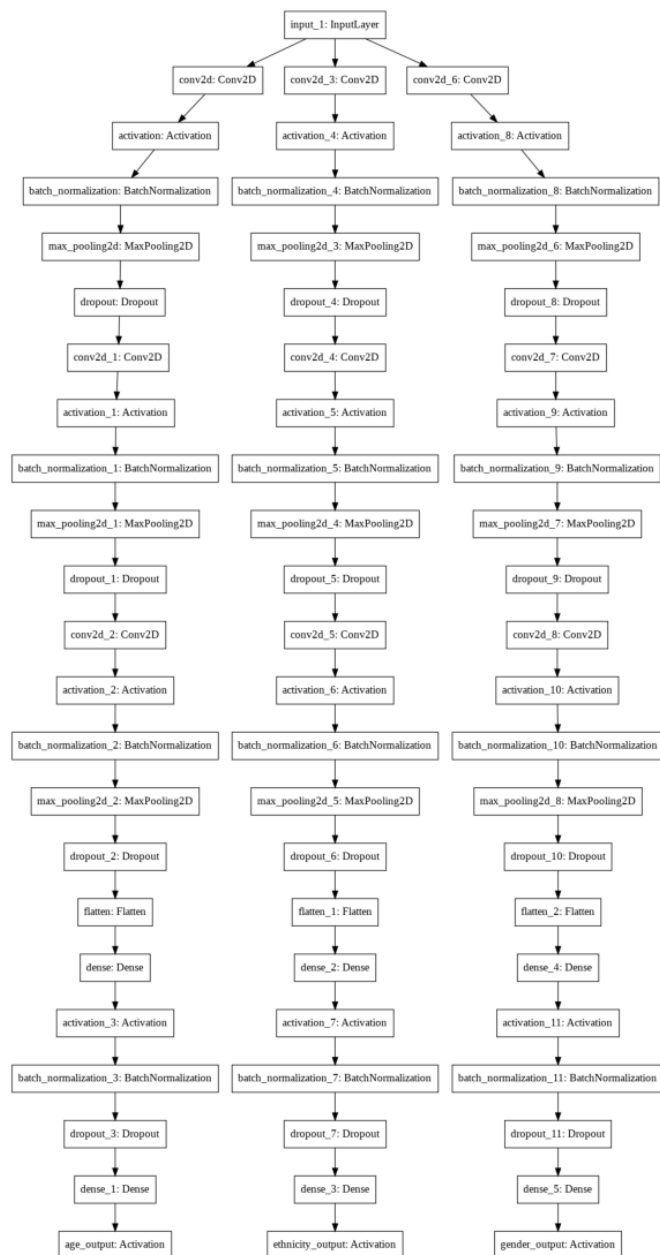 input_1: InputLayer
conv2d: Conv2D
conv2d_3: Conv2D
conv2d_6: Conv2D
activation: Activation
activation_4: Activation
activation_8: Activation
batch_normalization: BatchNormalization
batch_normalization_4: BatchNormalization
batch_normalization_8: BatchNormalization
max_pooling2d: MaxPooling2D
max_pooling2d_3: MaxPooling2D
max_pooling2d_6: MaxPooling2D
dropout: Dropout
dropout_4: Dropout
dropout_8: Dropout
conv2d_1: Conv2D
conv2d_4: Conv2D
conv2d_7: Conv2D
activation_1: Activation
activation_5: Activation
activation_9: Activation
batch_normalization_1: BatchNormalization
batch_normalization_5: BatchNormalization
batch_normalization_9: BatchNormalization
max_pooling2d_1: MaxPooling2D
max_pooling2d_4: MaxPooling2D
max_pooling2d_7: MaxPooling2D
dropout_1: Dropout
dropout_5: Dropout
dropout_9: Dropout
conv2d_2: Conv2D
conv2d_5: Conv2D
conv2d_8: Conv2D
activation_2: Activation
activation_6: Activation
activation_10: Activation
batch_normalization_2: BatchNormalization
batch_normalization_6: BatchNormalization
batch_normalization_10: BatchNormalization
max_pooling2d_2: MaxPooling2D
max_pooling2d_5: MaxPooling2D
max_pooling2d_8: MaxPooling2D
dropout_2: Dropout
dropout_6: Dropout
dropout_10: Dropout
flatten: Flatten
flatten_1: Flatten
flatten_2: Flatten
dense: Dense
dense_2: Dense
dense_4: Dense
activation_3: Activation
activation_7: Activation
activation_11: Activation
batch_normalization_3: BatchNormalization
batch_normalization_7: BatchNormalization
batch_normalization_11: BatchNormalization
dropout_3: Dropout
dropout_7: Dropout
dropout_11: Dropout
dense_1: Dense
dense_3: Dense
dense_5: Dense
age_output: Activation
ethnicity_output: Activation
gender_output: Activation